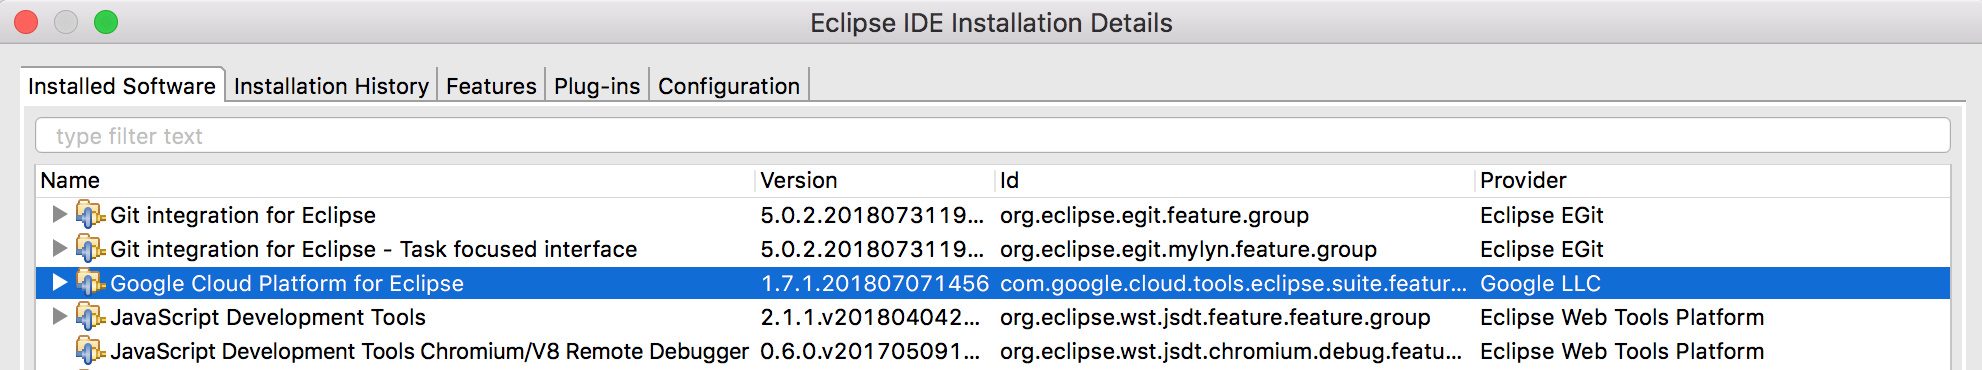 Eclipse IDE Installation Details
Installed Software Installation History Features Plug-ins Configuration
type filter text
Name Version Id Provider
Git integration for Eclipse 5.0.2.2018073119... org.eclipse.egit.feature.group Eclipse EGit
Git integration for Eclipse - Task focused interface 5.0.2.2018073119... org.eclipse.egit.mylyn.feature.group Eclipse EGit
Google Cloud Platform for Eclipse 1.7.1.201807071456 com.google.cloud.tools.eclipse.suite.featur... Google LLC
JavaScript Development Tools 2.1.1.v201804042... org.eclipse.wst.jsdt.feature.feature.group Eclipse Web Tools Platform
JavaScript Development Tools Chromium/V8 Remote Debugger 0.6.0.v201705091... org.eclipse.wst.jsdt.chromium.debug.featu... Eclipse Web Tools Platform